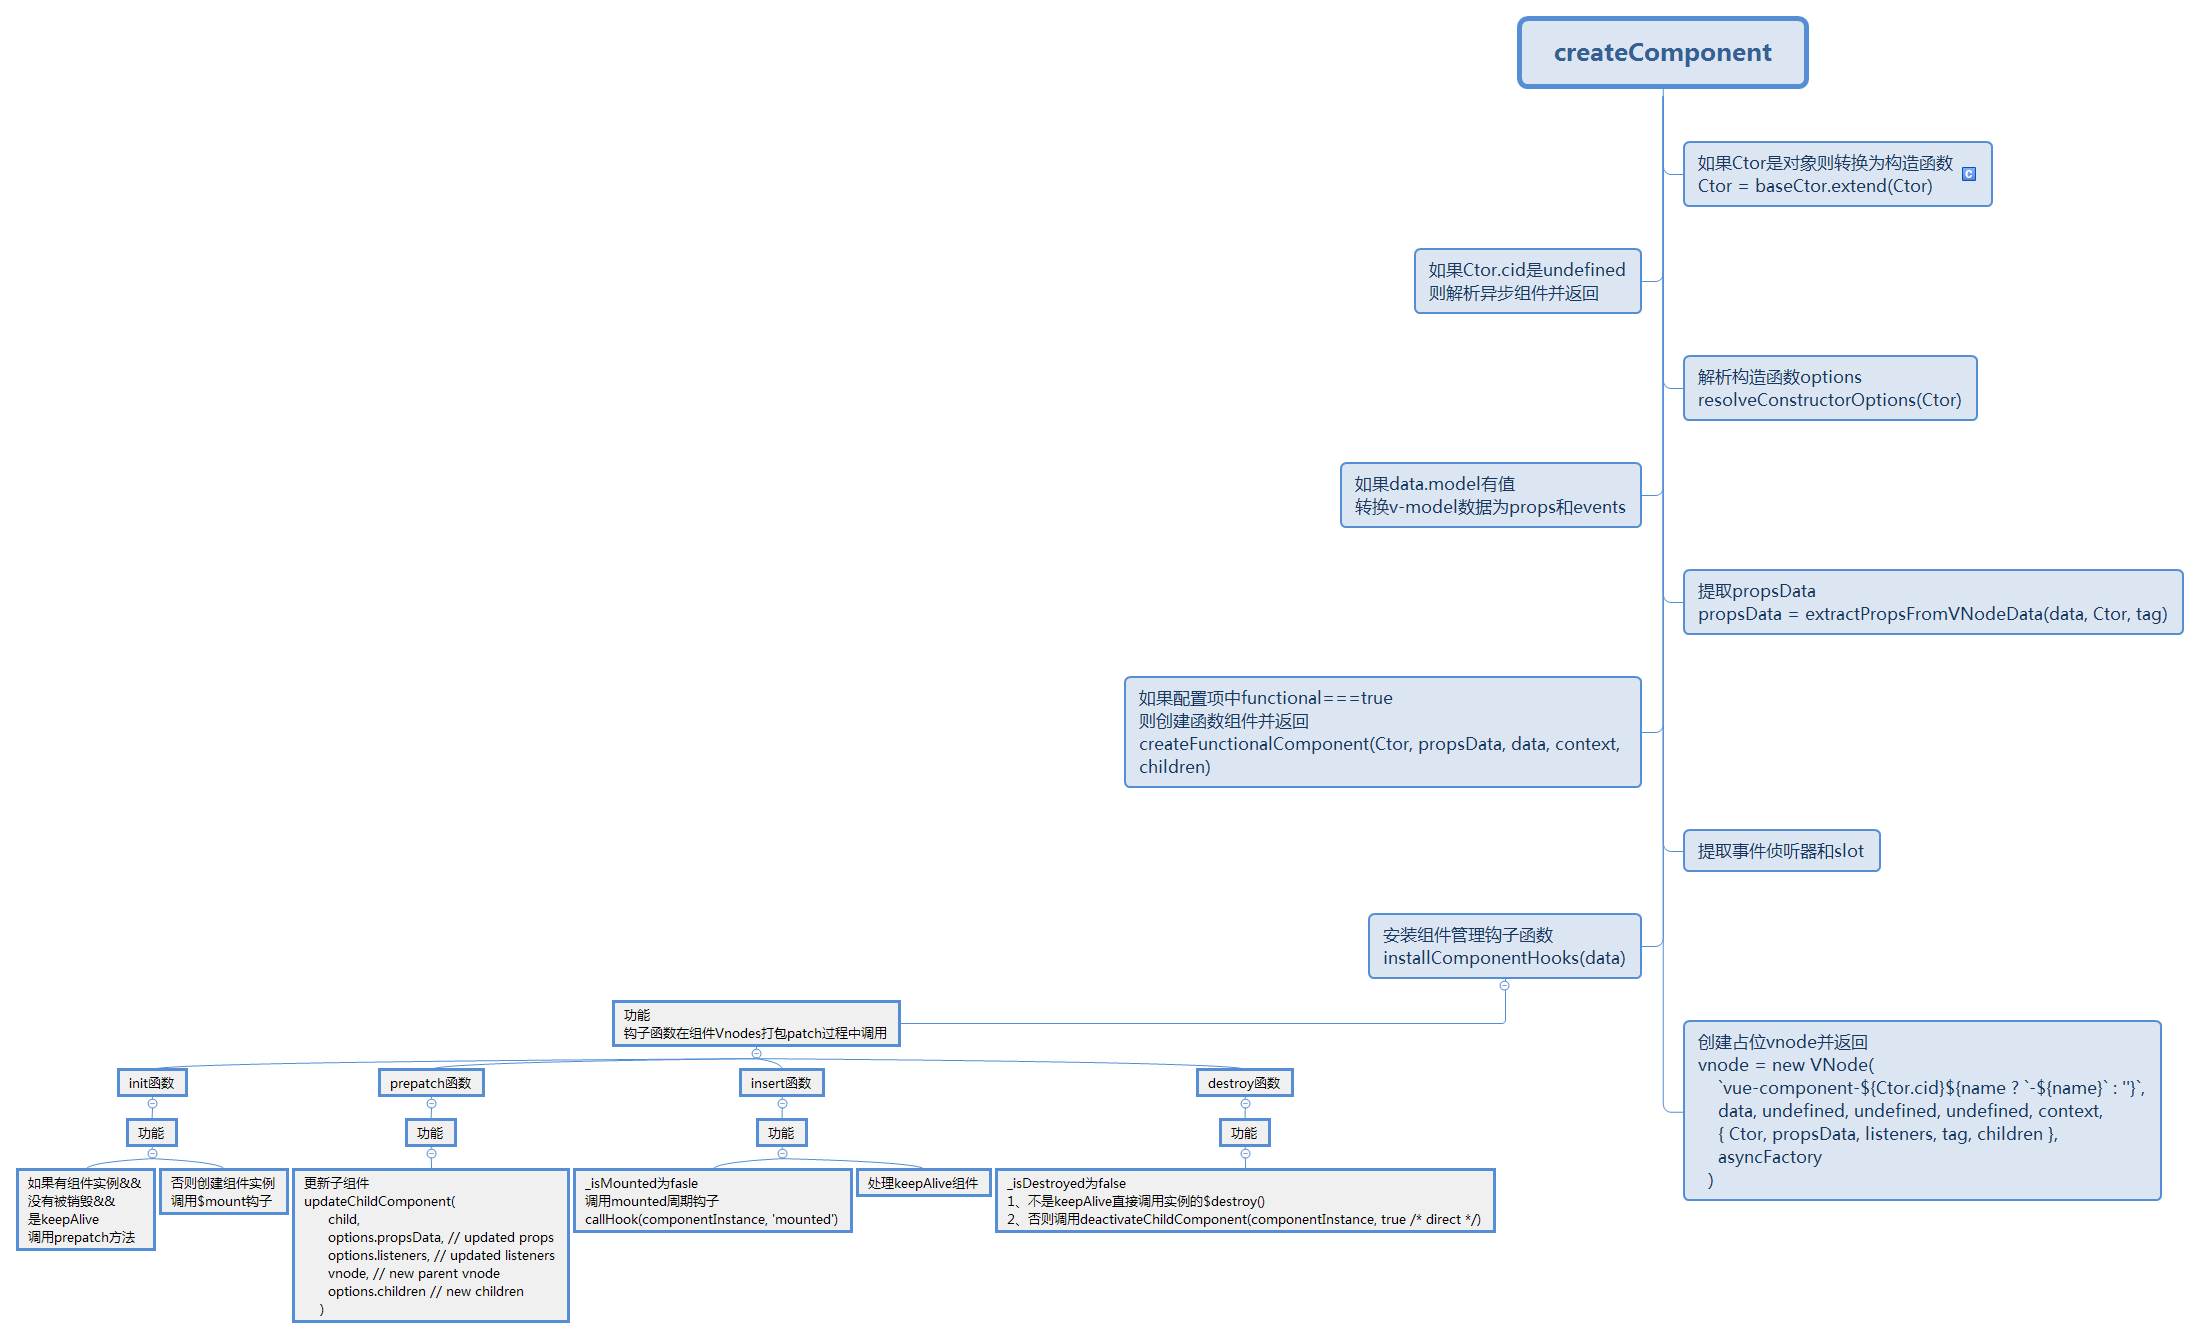 createComponent
如果Ctor是对象则转换为构造函数
Ctor = baseCtor.extend(Ctor)
C
如果Ctor.cid是undefined
则解析异步组件并返回
解析构造函数options
resolveConstructorOptions(Ctor)
如果data.model有值
转换v-model数据为props和events
提取propsData
propsData = extractPropsFromVNodeData(data, Ctor, tag)
如果配置项中functional===true
则创建函数组件并返回
createFunctionalComponent(Ctor, propsData, data, context,
children)
提取事件侦听器和slot
安装组件管理钩子函数
installComponentHooks(data)
功能
钩子函数在组件Vnodes打包patch过程中调用
init函数
功能
如果有组件实例&&
没有被销毁&&
是keepAlive
调用prepatch方法
否则创建组件实例
调用$mount钩子
prepatch函数
功能
更新子组件
updateChildComponent(
child,
options.propsData, // updated props
options.listeners, // updated listeners
vnode, // new parent vnode
options.children // new children
)
insert函数
功能
_isMounted为fasle
调用mounted周期钩子
callHook(componentInstance, 'mounted')
处理keepAlive组件
destroy函数
功能
_isDestroyed为false
1、不是keepAlive直接调用实例的$destroy()
2、否则调用deactivateChildComponent(componentInstance, true /* direct */)
创建占位vnode并返回
vnode = new VNode(
`vue-component-${Ctor.cid}${name ? `-${name}` : ''}`,
data, undefined, undefined, undefined, context,
{ Ctor, propsData, listeners, tag, children },
asyncFactory
)